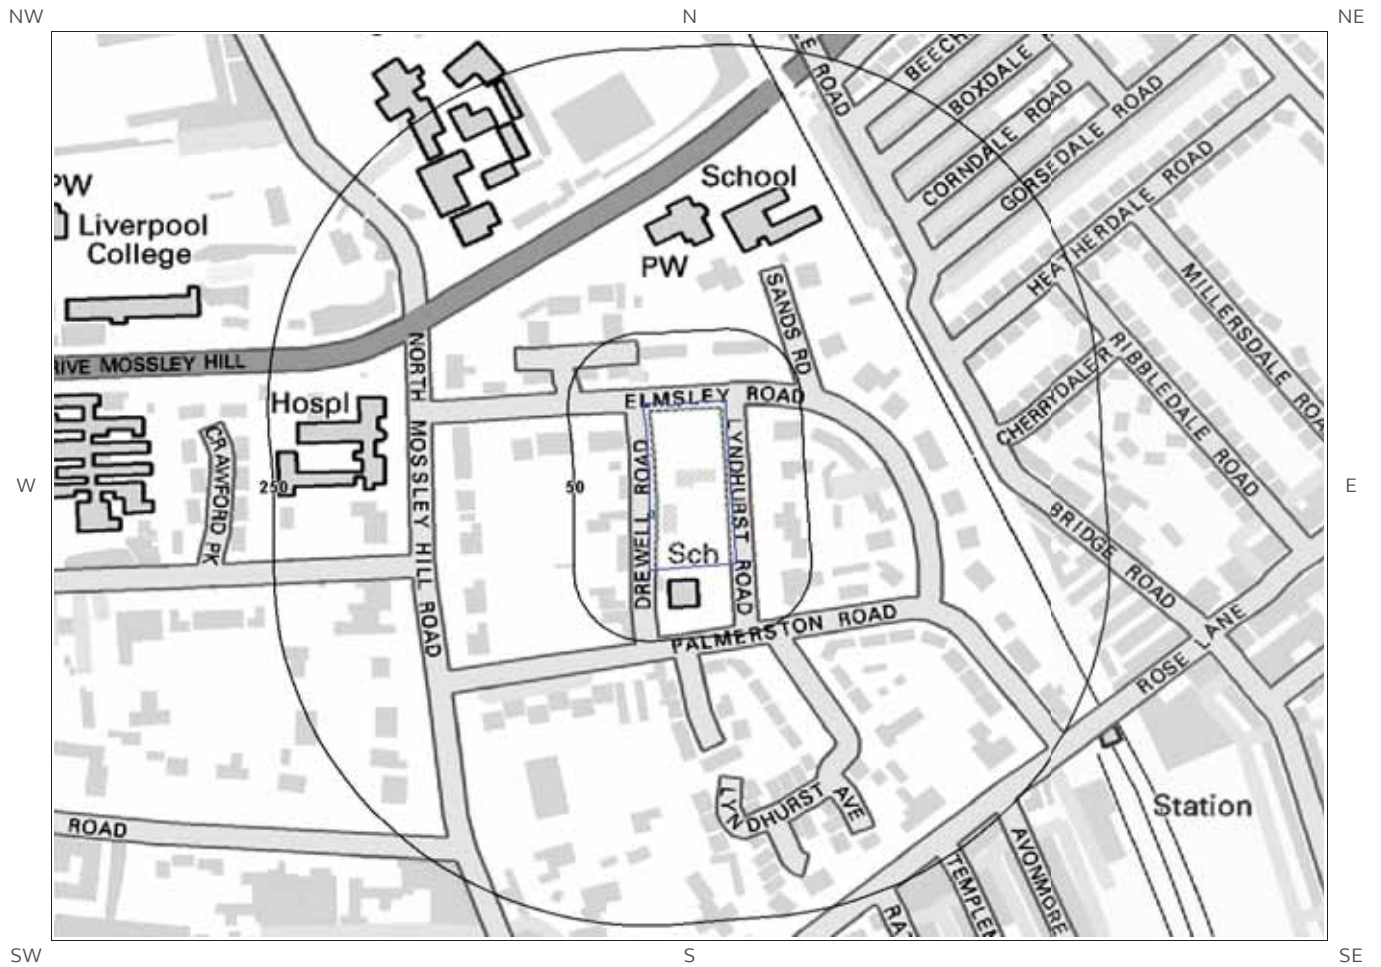 NW
N
NE
E ROAD
BEECH
BOXDALE
CORNDALE ROAD
GORSEDALE ROAD
School
PW
Liverpool
College
HEATHERDALE ROAD
PW
SANDS RD
MILLERSDALE ROA
RIVE MOSSLEY HILL
NORTH MOSSLEY HILL ROAD
CHERRYDALE R
RIBBLEDALE ROAD
Hospl
ELMSLEY ROAD
CRAWFORD PK
DREWELL ROAD
LYNDHURST ROAD
W
250
50
E
BRIDGE ROAD
Sch
PALMERSTON ROAD
ROSE LANE
LYNDHURST AVE
Station
ROAD
AVONMORE
TEMPLEM
RA
SW
S
SE